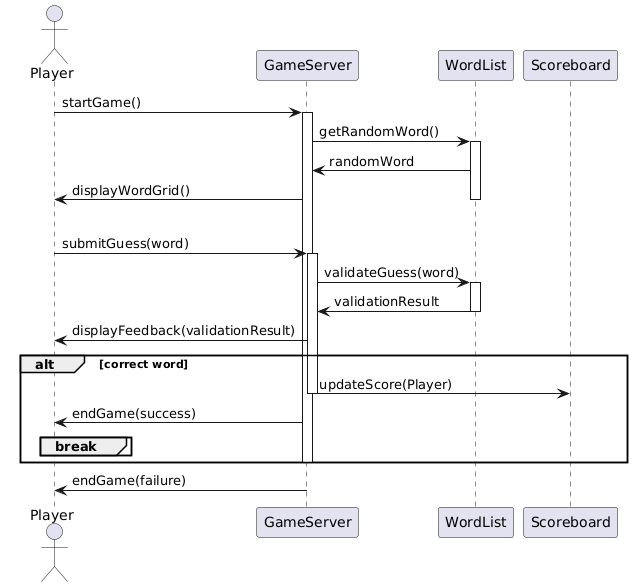 Player
GameServer
WordList
Scoreboard
startGame()
getRandomWord()
randomWord
displayWordGrid()
submitGuess(word)
validateGuess(word)
validationResult
displayFeedback(validationResult)
alt
[correct word]
updateScore(Player)
endGame(success)
break
endGame(failure)
Player
GameServer
WordList
Scoreboard